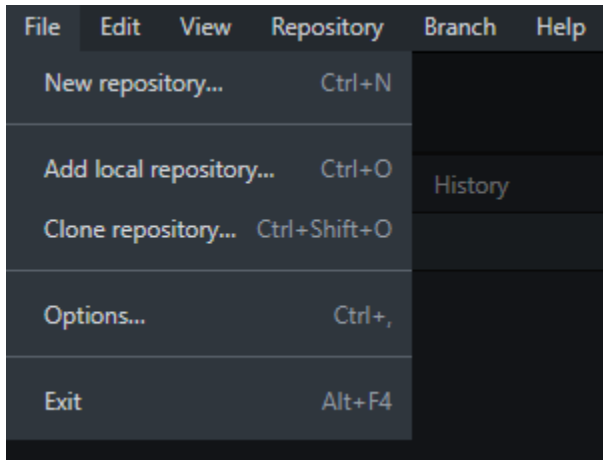 File Edit View Repository Branch Help
New repository... Ctrl+N
Add local repository... Ctrl+O
History
Clone repository... Ctrl+Shift+O
Options... Ctrl+,
Exit Alt+F4